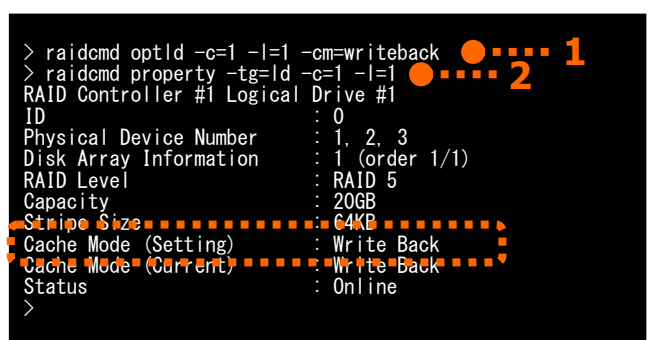 > raidcmd optld -c=1 -l=1 -cm=writeback 1
> raidcmd property -tg=ld -c=1 -l=1 2
RAID Controller #1 Logical Drive #1
ID : 0
Physical Device Number : 1, 2, 3
Disk Array Information : 1 (order 1/1)
RAID Level : RAID 5
Capacity : 20GB
Stripe Size : 64KB
Cache Mode (Setting) : Write Back
Cache Mode (Current) : Write Back
Status : Online
>